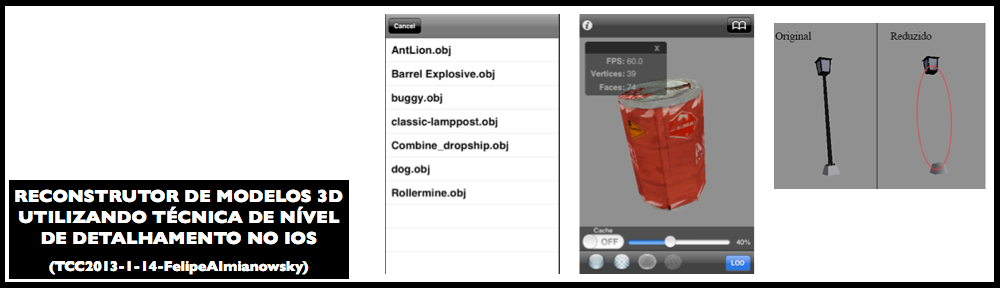 RECONSTRUTOR DE MODELOS 3D
UTILIZANDO TÉCNICA DE NÍVEL
DE DETALHAMENTO NO IOS
(TCC2013-1-14-FelipeAlmianowsky)
Cancel
AntLion.obj
Barrel Explosive.obj
buggy.obj
classic-lamppost.obj
Combine_dropship.obj
dog.obj
Rollermine.obj
X
FPS: 60.0
Vertices: 39
Faces: 74
Cache
OFF
40%
LOD
Original
Reduzido